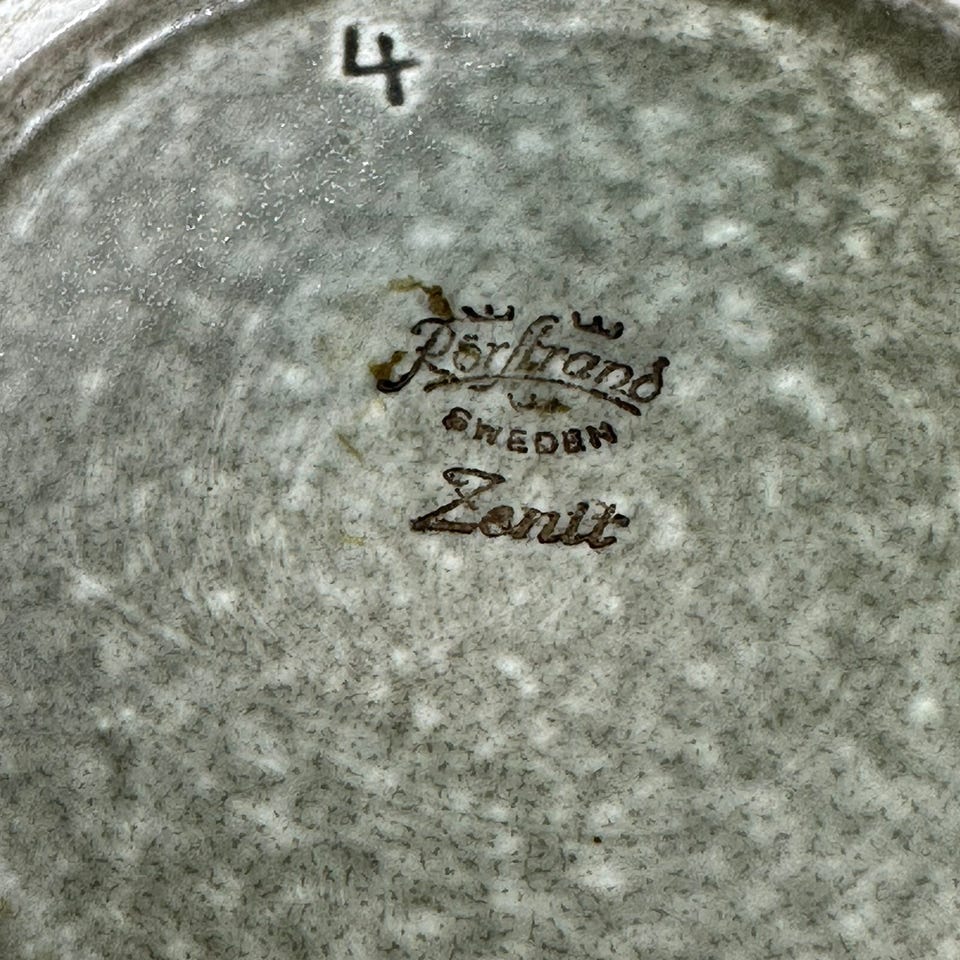 4
Rörstrand
SWEDEN
Zenit